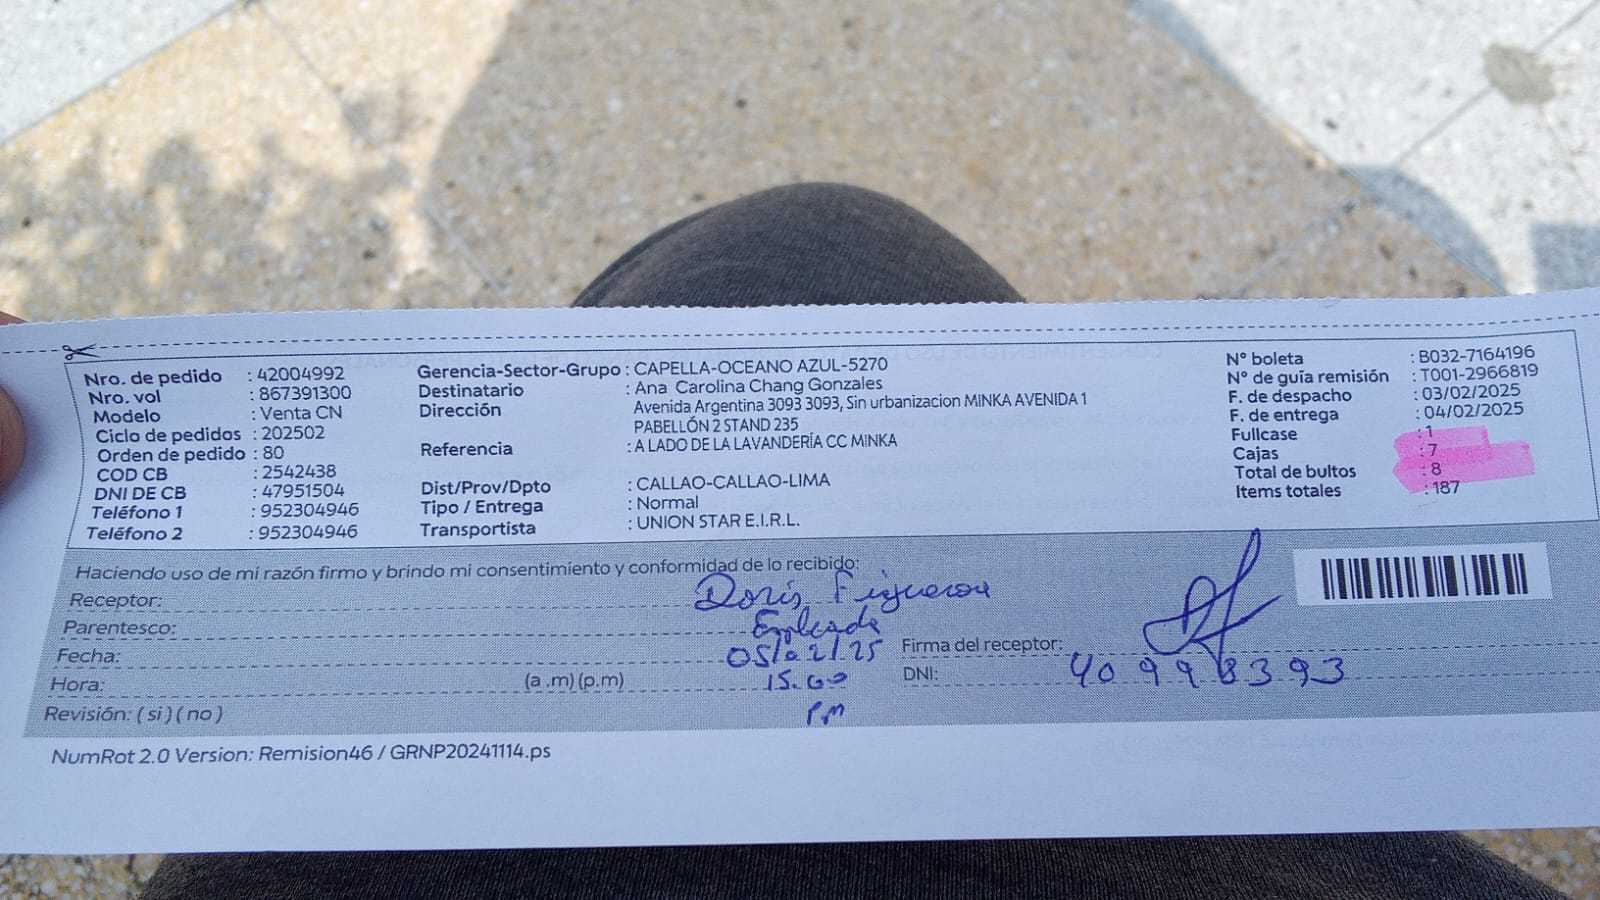 Nro. de pedido : 42004992
Nro. vol : 867391300
Modelo : Venta CN
Ciclo de pedidos : 202502
Orden de pedido : 80
COD CB : 2542438
DNI DE CB : 47951504
Teléfono 1 : 952304946
Teléfono 2 : 952304946
Gerencia-Sector-Grupo : CAPELLA-OCEANO AZUL-5270
Destinatario : Ana Carolina Chang Gonzales
Dirección Avenida Argentina 3093 3093, Sin urbanizacion MINKA AVENIDA 1
PABELLÓN 2 STAND 235
Referencia : A LADO DE LA LAVANDERÍA CC MINKA
Dist/Prov/Dpto : CALLAO-CALLAO-LIMA
Tipo / Entrega : Normal
Transportista : UNION STAR E.I.R.L.
N° boleta : B032-7164196
N° de guía remisión : T001-2966819
F. de despacho : 03/02/2025
F. de entrega : 04/02/2025
Fullcase : 1
Cajas : 7
Total de bultos : 8
Items totales : 187
Haciendo uso de mi razón firmo y brindo mi consentimiento y conformidad de lo recibido:
Receptor: Doris Figueroa
Parentesco: Empleada
Fecha: 05/02/25
Firma del receptor:
Hora: (a .m) (p.m) 15.00
DNI: 40998393
Revisión: ( si ) ( no ) PM
NumRot 2.0 Version: Remision46 / GRNP20241114.ps